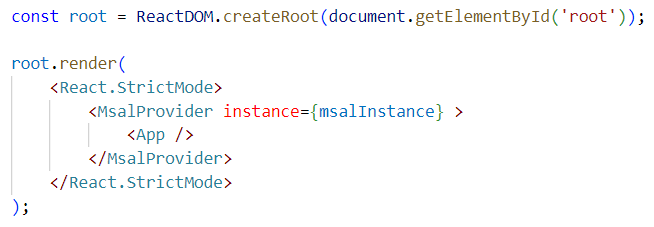 const root = ReactDOM.createRoot(document.getElementById('root'));
root.render(
<React.StrictMode>
<MsalProvider instance={msalInstance} >
<App />
</MsalProvider>
</React.StrictMode>
);